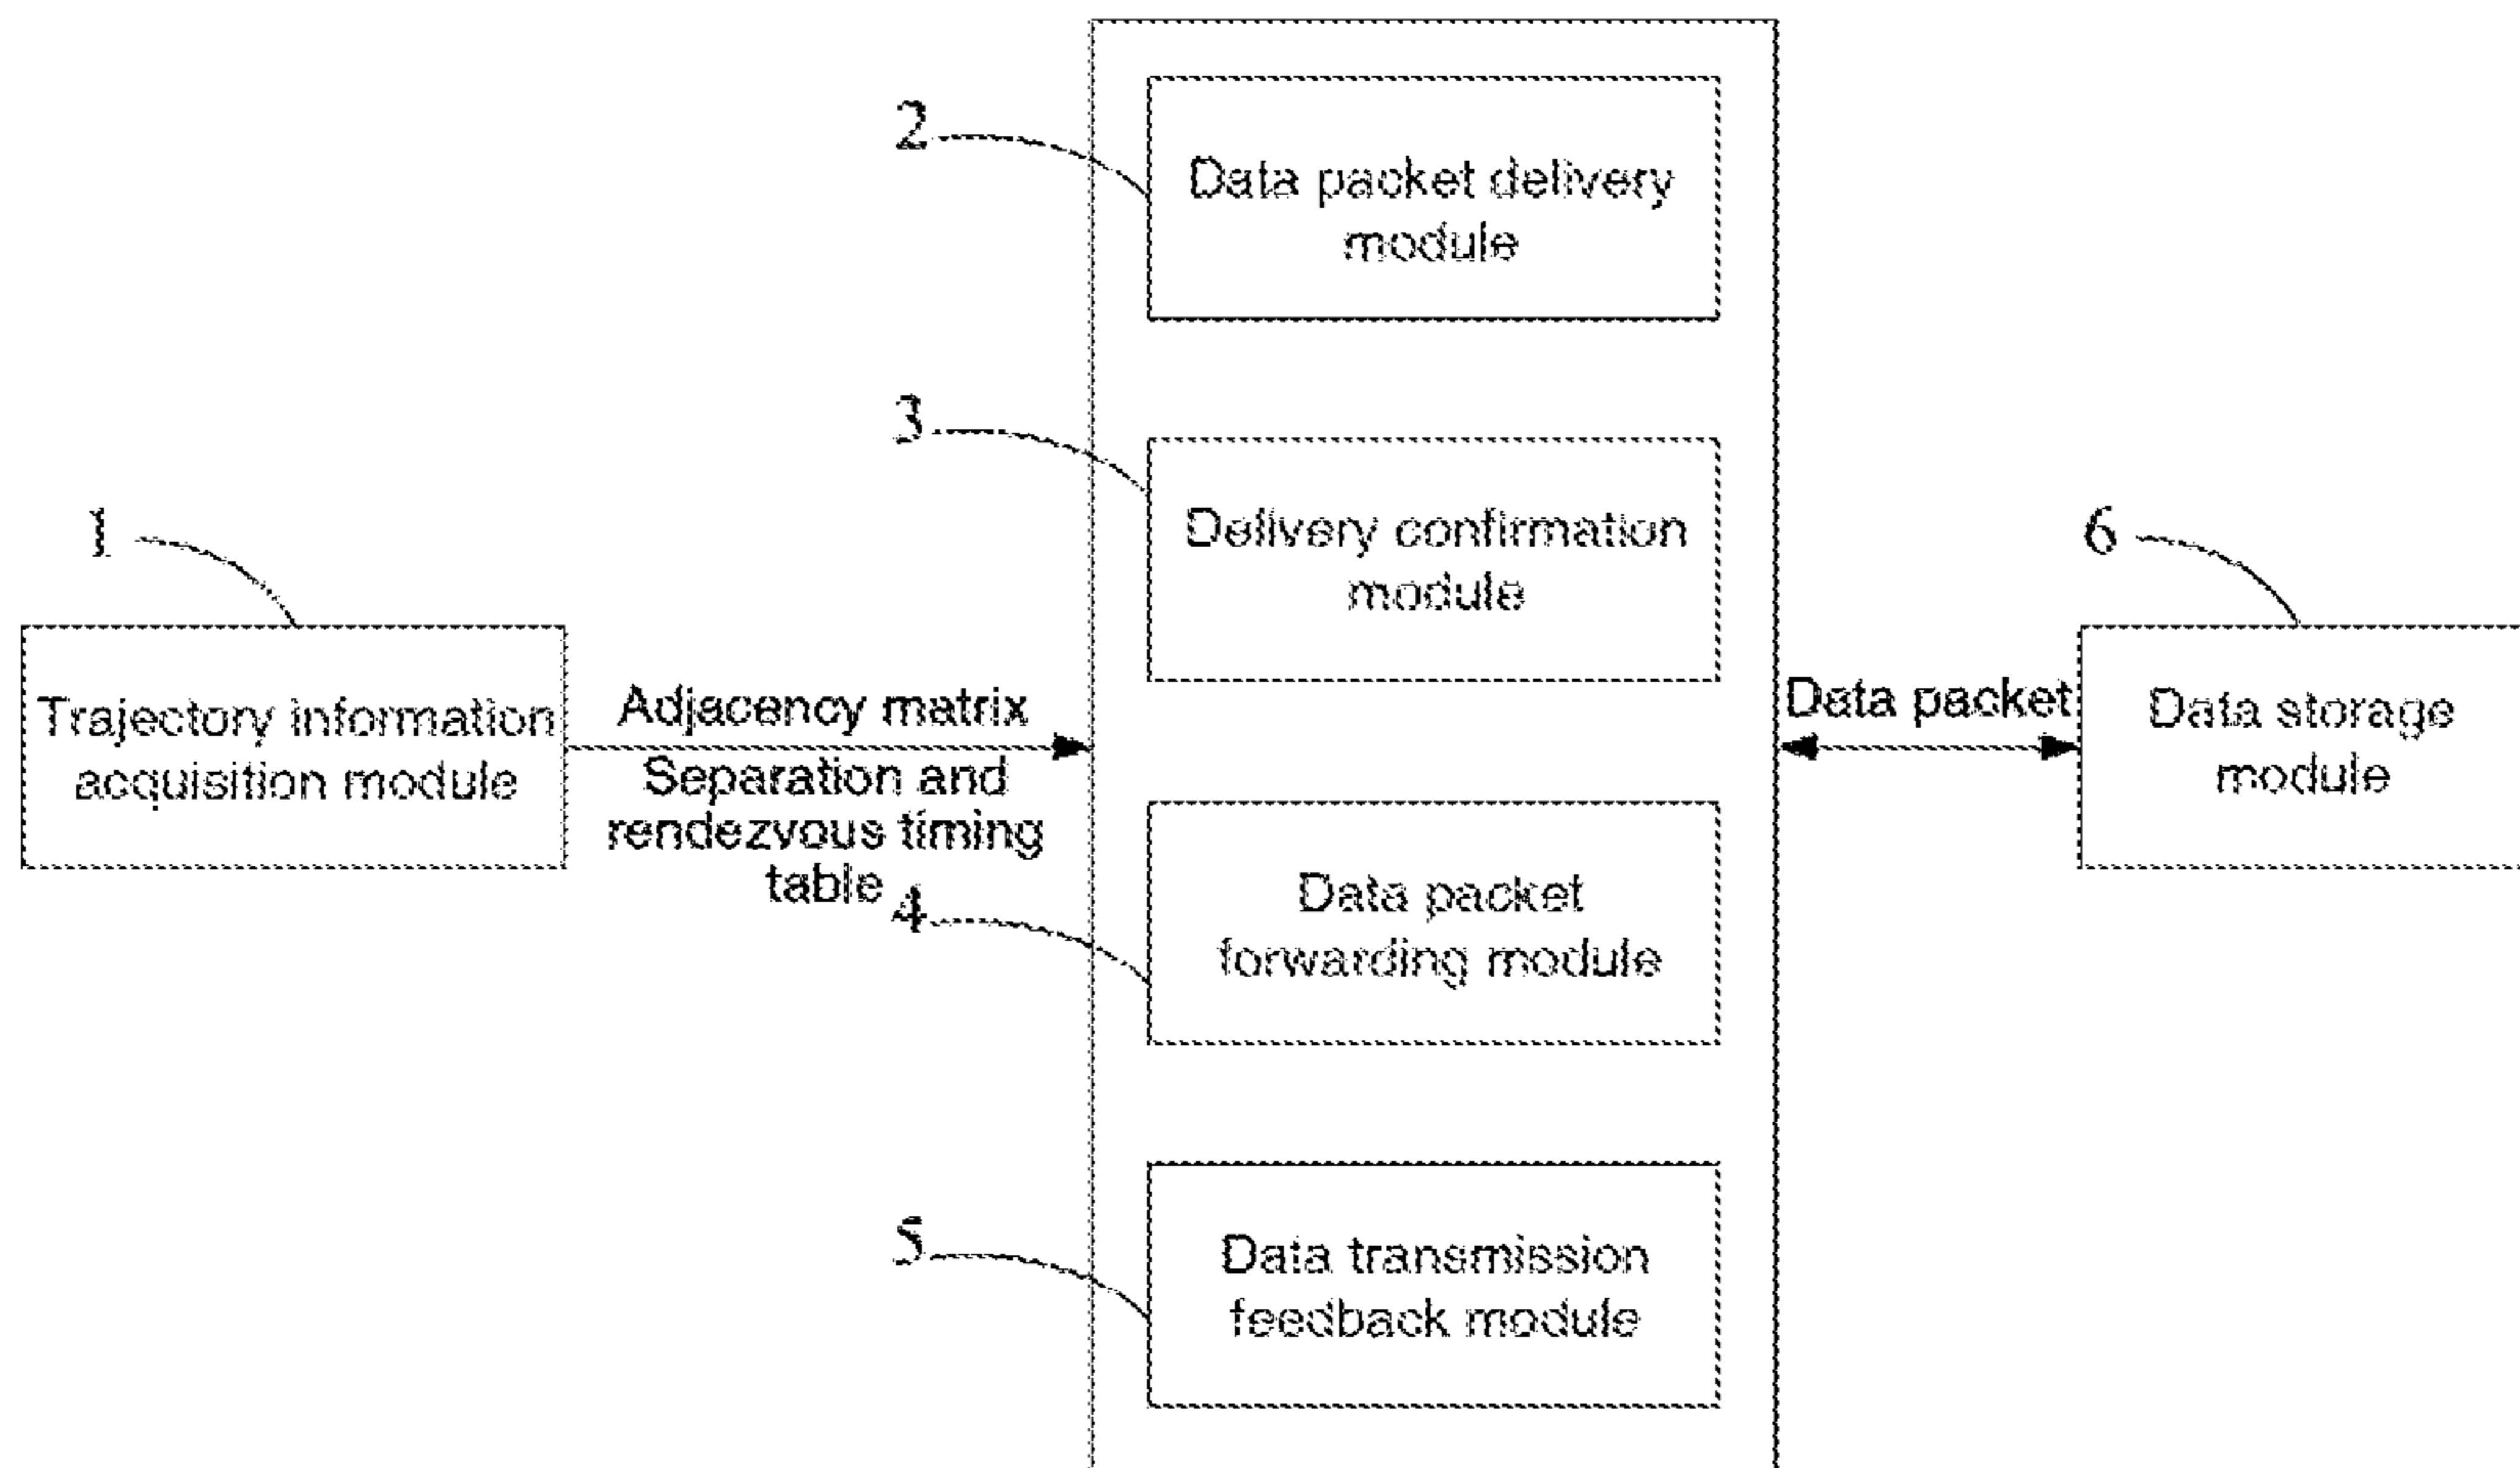 2
Data packet delivery
module
3
Delivery confirmation
module
1
Trajectory information
acquisition module
Adjacency matrix
Separation and
rendezvous timing
table
4
Data packet
forwarding module
5
Data transmission
feedback module
Data packet
6
Data storage
module